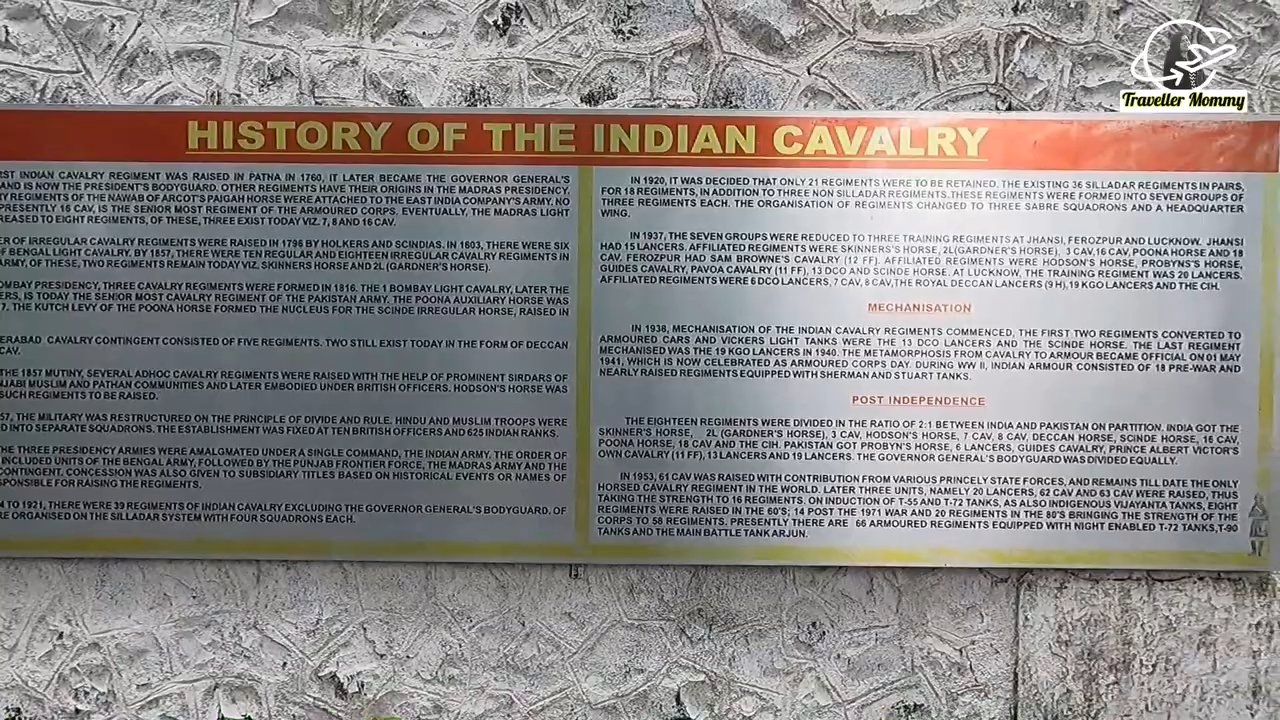 Traveller Mommy
HISTORY OF THE INDIAN CAVALRY
RST INDIAN CAVALRY REGIMENT WAS RAISED IN PATNA IN 1760, IT LATER BECAME THE GOVERNOR GENERAL'S
AND IS NOW THE PRESIDENT'S BODYGUARD. OTHER REGIMENTS HAVE THEIR ORIGINS IN THE MADRAS PRESIDENCY.
RY REGIMENTS OF THE NAWAB OF ARCOT'S PAIGAH HORSE WERE ATTACHED TO THE EAST INDIA COMPANY'S ARMY. NO
PRESENTLY 16 CAV, IS THE SENIOR MOST REGIMENT OF THE ARMOURED CORPS. EVENTUALLY, THE MADRAS LIGHT
REASED TO EIGHT REGIMENTS, OF THESE, THREE EXIST TODAY VIZ. 7, 8 AND 16 CAV.
ER OF IRREGULAR CAVALRY REGIMENTS WERE RAISED IN 1796 BY HOLKERS AND SCINDIAS. IN 1803, THERE WERE SIX
OF BENGAL LIGHT CAVALRY. BY 1857, THERE WERE TEN REGULAR AND EIGHTEEN IRREGULAR CAVALRY REGIMENTS IN
ARMY, OF THESE, TWO REGIMENTS REMAIN TODAY VIZ. SKINNERS HORSE AND 2L (GARDNER'S HORSE).
OMBAY PRESIDENCY, THREE CAVALRY REGIMENTS WERE FORMED IN 1816. THE 1 BOMBAY LIGHT CAVALRY, LATER THE
ERS, IS TODAY THE SENIOR MOST CAVALRY REGIMENT OF THE PAKISTAN ARMY. THE POONA AUXILIARY HORSE WAS
7. THE KUTCH LEVY OF THE POONA HORSE FORMED THE NUCLEUS FOR THE SCINDE IRREGULAR HORSE, RAISED IN
ERABAD CAVALRY CONTINGENT CONSISTED OF FIVE REGIMENTS. TWO STILL EXIST TODAY IN THE FORM OF DECCAN
CAV.
THE 1857 MUTINY, SEVERAL ADHOC CAVALRY REGIMENTS WERE RAISED WITH THE HELP OF PROMINENT SIRDARS OF
JABI MUSLIM AND PATHAN COMMUNITIES AND LATER EMBODIED UNDER BRITISH OFFICERS. HODSON'S HORSE WAS
SUCH REGIMENTS TO BE RAISED.
57, THE MILITARY WAS RESTRUCTURED ON THE PRINCIPLE OF DIVIDE AND RULE. HINDU AND MUSLIM TROOPS WERE
D INTO SEPARATE SQUADRONS. THE ESTABLISHMENT WAS FIXED AT TEN BRITISH OFFICERS AND 625 INDIAN RANKS.
THE THREE PRESIDENCY ARMIES WERE AMALGMATED UNDER A SINGLE COMMAND, THE INDIAN ARMY. THE ORDER OF
INCLUDED UNITS OF THE BENGAL ARMY, FOLLOWED BY THE PUNJAB FRONTIER FORCE, THE MADRAS ARMY AND THE
CONTINGENT. CONCESSION WAS ALSO GIVEN TO SUBSIDIARY TITLES BASED ON HISTORICAL EVENTS OR NAMES OF
SPONSIBLE FOR RAISING THE REGIMENTS.
4 TO 1921, THERE WERE 39 REGIMENTS OF INDIAN CAVALRY EXCLUDING THE GOVERNOR GENERAL'S BODYGUARD. OF
RE ORGANISED ON THE SILLADAR SYSTEM WITH FOUR SQUADRONS EACH.
IN 1920, IT WAS DECIDED THAT ONLY 21 REGIMENTS WERE TO BE RETAINED. THE EXISTING 36 SILLADAR REGIMENTS IN PAIRS,
FOR 18 REGIMENTS, IN ADDITION TO THREE NON SILLADAR REGIMENTS.THESE REGIMENTS WERE FORMED INTO SEVEN GROUPS OF
THREE REGIMENTS EACH. THE ORGANISATION OF REGIMENTS CHANGED TO THREE SABRE SQUADRONS AND A HEADQUARTER
WING.
IN 1937, THE SEVEN GROUPS WERE REDUCED TO THREE TRAINING REGIMENTS AT JHANSI, FEROZPUR AND LUCKNOW. JHANSI
HAD 15 LANCERS. AFFILIATED REGIMENTS WERE SKINNERS'S HORSE, 2L(GARDNER'S HORSE), 3 CAV, 16 CAV, POONA HORSE AND 18
CAV. FEROZPUR HAD SAM BROWNE'S CAVALRY (12 FF). AFFILIATED REGIMENTS WERE HODSON'S HORSE, PROBYN'S HORSE,
GUIDES CAVALRY, PAVOA CAVALRY (11 FF), 13 DCO AND SCINDE HORSE. AT LUCKNOW, THE TRAINING REGIMENT WAS 20 LANCERS.
AFFILIATED REGIMENTS WERE 6 DCO LANCERS, 7 CAV, 8 CAV,THE ROYAL DECCAN LANCERS (9 H),19 KGO LANCERS AND THE CIH.
MECHANISATION
IN 1938, MECHANISATION OF THE INDIAN CAVALRY REGIMENTS COMMENCED, THE FIRST TWO REGIMENTS CONVERTED TO
ARMOURED CARS AND VICKERS LIGHT TANKS WERE THE 13 DCO LANCERS AND THE SCINDE HORSE. THE LAST REGIMENT
MECHANISED WAS THE 19 KGO LANCERS IN 1940. THE METAMORPHOSIS FROM CAVALRY TO ARMOUR BECAME OFFICIAL ON 01 MAY
1941, WHICH IS NOW CELEBRATED AS ARMOURED CORPS DAY. DURING WW II, INDIAN ARMOUR CONSISTED OF 18 PRE-WAR AND
NEARLY RAISED REGIMENTS EQUIPPED WITH SHERMAN AND STUART TANKS.
POST INDEPENDENCE
THE EIGHTEEN REGIMENTS WERE DIVIDED IN THE RATIO OF 2:1 BETWEEN INDIA AND PAKISTAN ON PARTITION. INDIA GOT THE
SKINNER'S HORSE, 2L (GARDNER'S HORSE), 3 CAV, HODSON'S HORSE, 7 CAV, 8 CAV, DECCAN HORSE, SCINDE HORSE, 16 CAV,
POONA HORSE, 18 CAV AND THE CIH. PAKISTAN GOT PROBYN'S HORSE, 6 LANCERS, GUIDES CAVALRY, PRINCE ALBERT VICTOR'S
OWN CAVALRY (11 FF), 13 LANCERS AND 19 LANCERS. THE GOVERNOR GENERAL'S BODYGUARD WAS DIVIDED EQUALLY.
IN 1953, 61 CAV WAS RAISED WITH CONTRIBUTION FROM VARIOUS PRINCELY STATE FORCES, AND REMAINS TILL DATE THE ONLY
HORSED CAVALRY REGIMENT IN THE WORLD. LATER THREE UNITS, NAMELY 20 LANCERS, 62 CAV AND 63 CAV WERE RAISED, THUS
TAKING THE STRENGTH TO 16 REGIMENTS. ON INDUCTION OF T-55 AND T-72 TANKS, AS ALSO INDIGENOUS VIJAYANTA TANKS, EIGHT
REGIMENTS WERE RAISED IN THE 60'S; 14 POST THE 1971 WAR AND 20 REGIMENTS IN THE 80'S BRINGING THE STRENGTH OF THE
CORPS TO 58 REGIMENTS. PRESENTLY THERE ARE 66 ARMOURED REGIMENTS EQUIPPED WITH NIGHT ENABLED T-72 TANKS,T-90
TANKS AND THE MAIN BATTLE TANK ARJUN.